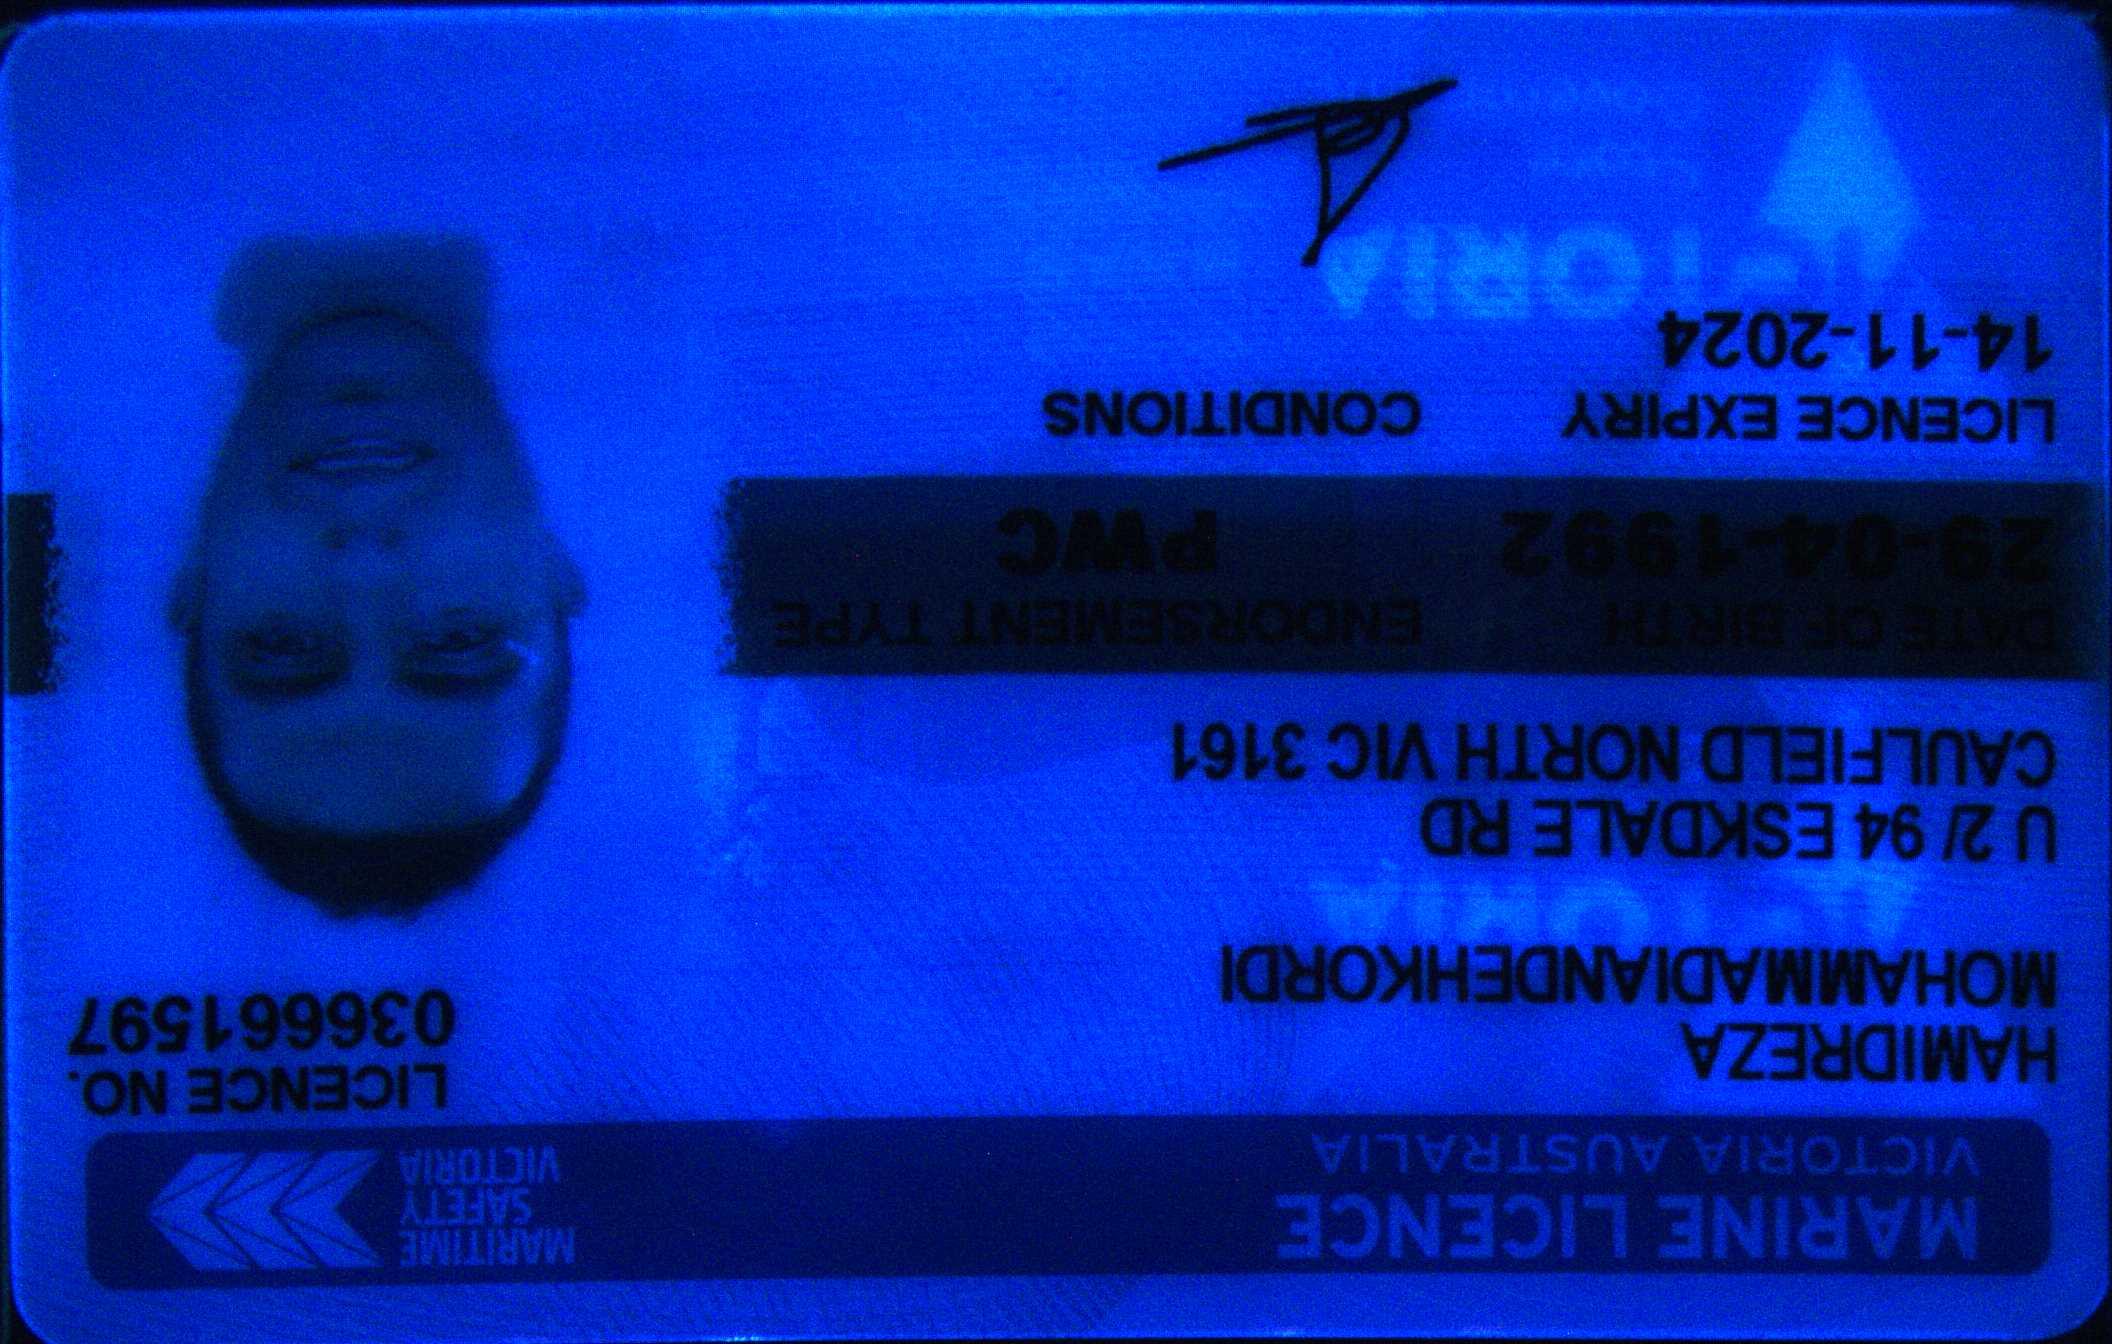 MARINE LICENCE
VICTORIA AUSTRALIA
MARITIME
SAFETY
VICTORIA
HAMIDREZA
MOHAMMADIANDEHKORDI
LICENCE NO.
036661597
U 2/ 94 ESKDALE RD
CAULFIELD NORTH VIC 3161
DATE OF BIRTH ENDORSEMENT TYPE
29-04-1992 PWC
LICENCE EXPIRY CONDITIONS
14-11-2024